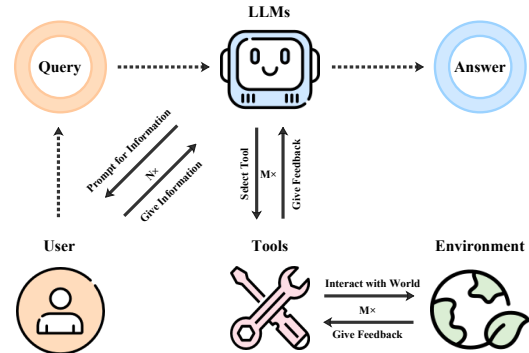 LLMs
Query
Answer
Prompt for Information
N×
Give Information
Select Tool
M×
Give Feedback
User
Tools
Environment
Interact with World
M×
Give Feedback